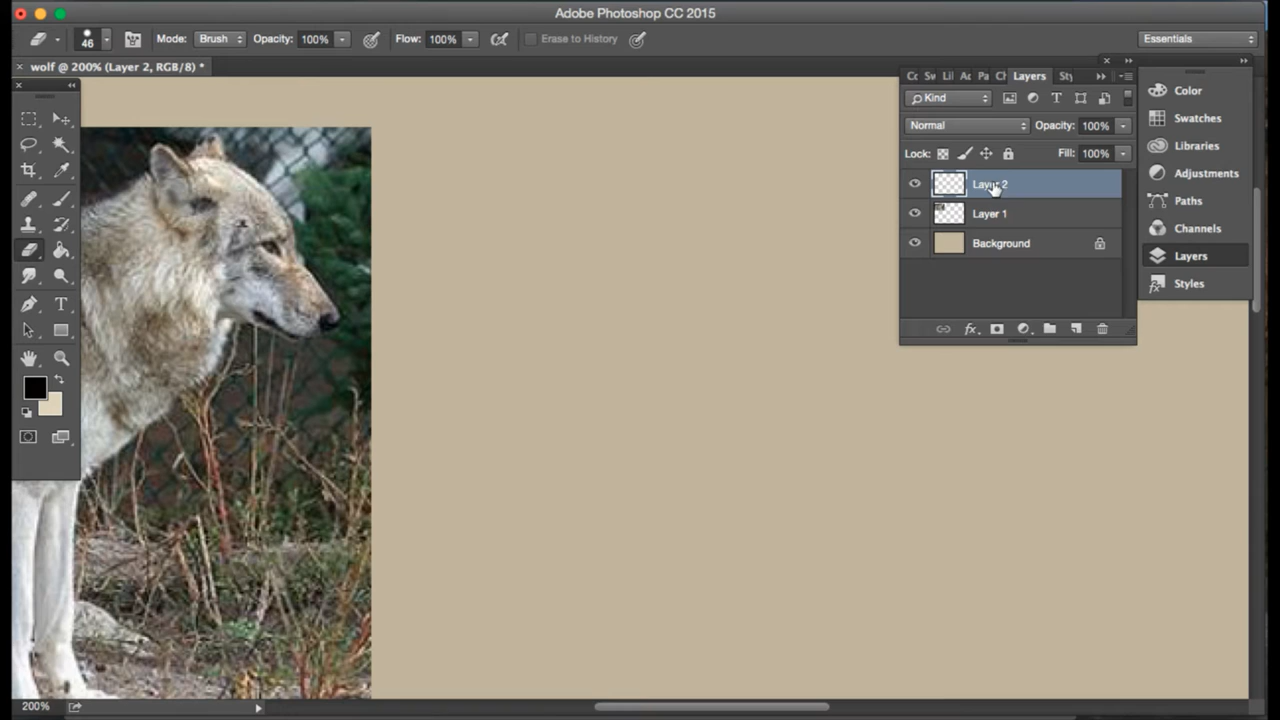 Adobe Photoshop CC 2015
46 Mode: Brush Opacity: 100% Flow: 100% Erase to History Essentials
× wolf @ 200% (Layer 2, RGB/8) *
Layers
Kind T
Normal Opacity: 100%
Lock: Fill: 100%
Layer 2
Layer 1
Background
Color
Swatches
Libraries
Adjustments
Paths
Channels
Layers
Styles
200%